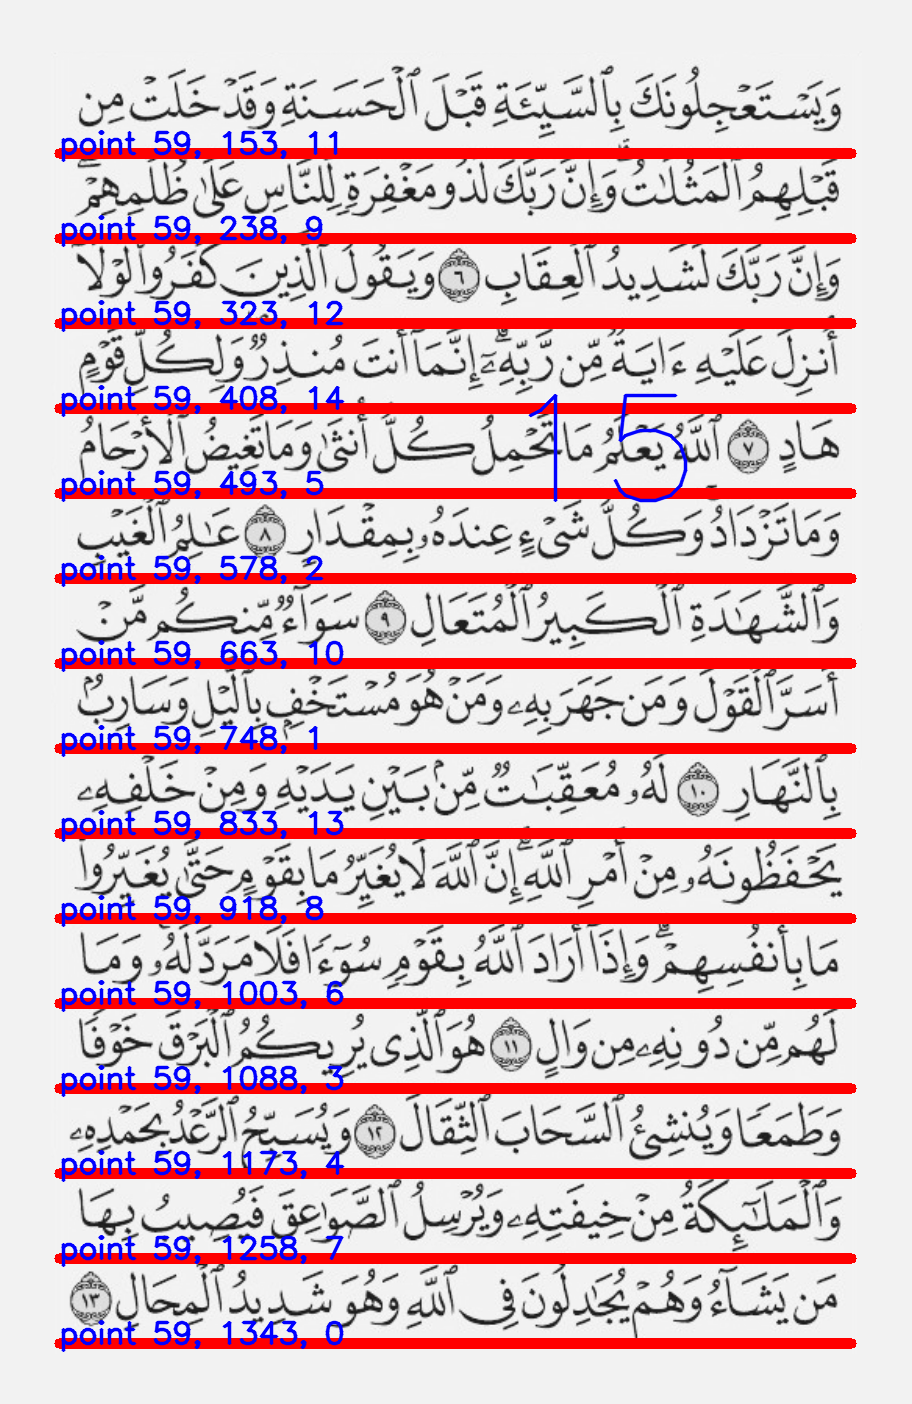 وَيَسْتَعْجِلُونَكَ بِٱلسَّيِّئَةِ قَبْلَ ٱلْحَسَنَةِ وَقَدْ خَلَتْ مِن
point 59, 153, 11
قَبْلِهِمُ ٱلْمَثُلَٰتُ ۗ وَإِنَّ رَبَّكَ لَذُو مَغْفِرَةٍ لِّلنَّاسِ عَلَىٰ ظُلْمِهِمْ ۖ
point 59, 238, 9
وَإِنَّ رَبَّكَ لَشَدِيدُ ٱلْعِقَابِ ٦ وَيَقُولُ ٱلَّذِينَ كَفَرُوا۟ لَوْلَآ
point 59, 323, 12
أُنزِلَ عَلَيْهِ ءَايَةٌ مِّن رَّبِّهِۦٓ ۗ إِنَّمَآ أَنتَ مُنذِرٌ ۖ وَلِكُلِّ قَوْمٍ
point 59, 408, 14
هَادٍ ٧ ٱللَّهُ يَعْلَمُ مَا تَحْمِلُ كُلُّ أُنثَىٰ وَمَا تَغِيضُ ٱلْأَرْحَامُ
15
point 59, 493, 5
وَمَا تَزْدَادُ ۖ وَكُلُّ شَىْءٍ عِندَهُۥ بِمِقْدَارٍ ٨ عَٰلِمُ ٱلْغَيْبِ
point 59, 578, 2
وَٱلشَّهَٰدَةِ ٱلْكَبِيرُ ٱلْمُتَعَالِ ٩ سَوَآءٌ مِّنكُم مَّنْ
point 59, 663, 10
أَسَرَّ ٱلْقَوْلَ وَمَن جَهَرَ بِهِۦ وَمَنْ هُوَ مُسْتَخْفٍۭ بِٱلَّيْلِ وَسَارِبٌۢ
point 59, 748, 1
بِٱلنَّهَارِ ١٠ لَهُۥ مُعَقِّبَٰتٌ مِّنۢ بَيْنِ يَدَيْهِ وَمِنْ خَلْفِهِۦ
point 59, 833, 13
يَحْفَظُونَهُۥ مِنْ أَمْرِ ٱللَّهِ ۗ إِنَّ ٱللَّهَ لَا يُغَيِّرُ مَا بِقَوْمٍ حَتَّىٰ يُغَيِّرُوا۟
point 59, 918, 8
مَا بِأَنفُسِهِمْ ۗ وَإِذَآ أَرَادَ ٱللَّهُ بِقَوْمٍ سُوٓءًا فَلَا مَرَدَّ لَهُۥ ۚ وَمَا
point 59, 1003, 6
لَهُم مِّن دُونِهِۦ مِن وَالٍ ١١ هُوَ ٱلَّذِى يُرِيكُمُ ٱلْبَرْقَ خَوْفًا
point 59, 1088, 3
وَطَمَعًا وَيُنشِئُ ٱلسَّحَابَ ٱلثِّقَالَ ١٢ وَيُسَبِّحُ ٱلرَّعْدُ بِحَمْدِهِۦ
point 59, 1173, 4
وَٱلْمَلَٰٓئِكَةُ مِنْ خِيفَتِهِۦ وَيُرْسِلُ ٱلصَّوَٰعِقَ فَيُصِيبُ بِهَا
point 59, 1258, 7
مَن يَشَآءُ وَهُمْ يُجَٰدِلُونَ فِى ٱللَّهِ وَهُوَ شَدِيدُ ٱلْمِحَالِ ١٣
point 59, 1343, 0